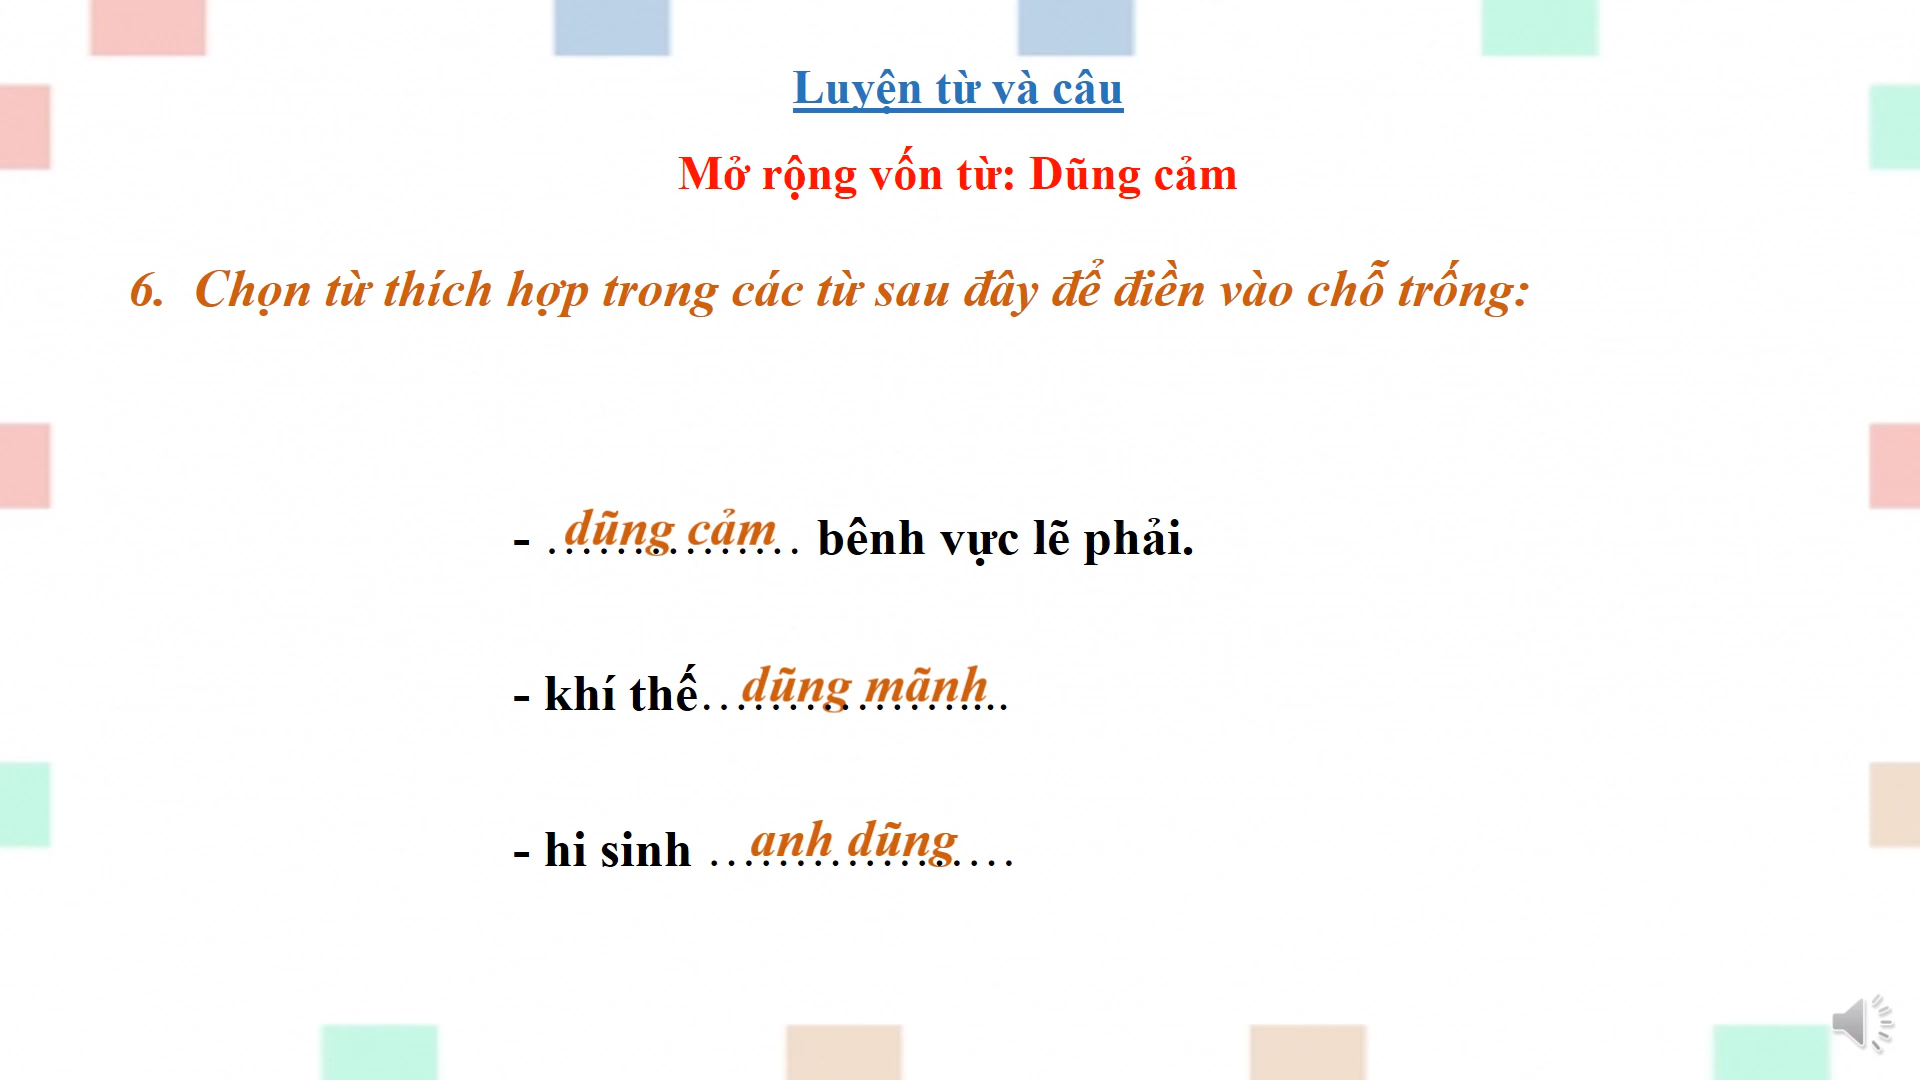 Luyện từ và câu
Mở rộng vốn từ: Dũng cảm
6. Chọn từ thích hợp trong các từ sau đây để điền vào chỗ trống:
- ...dũng cảm... bênh vực lẽ phải.
- khí thế...dũng mãnh...
- hi sinh ...anh dũng...